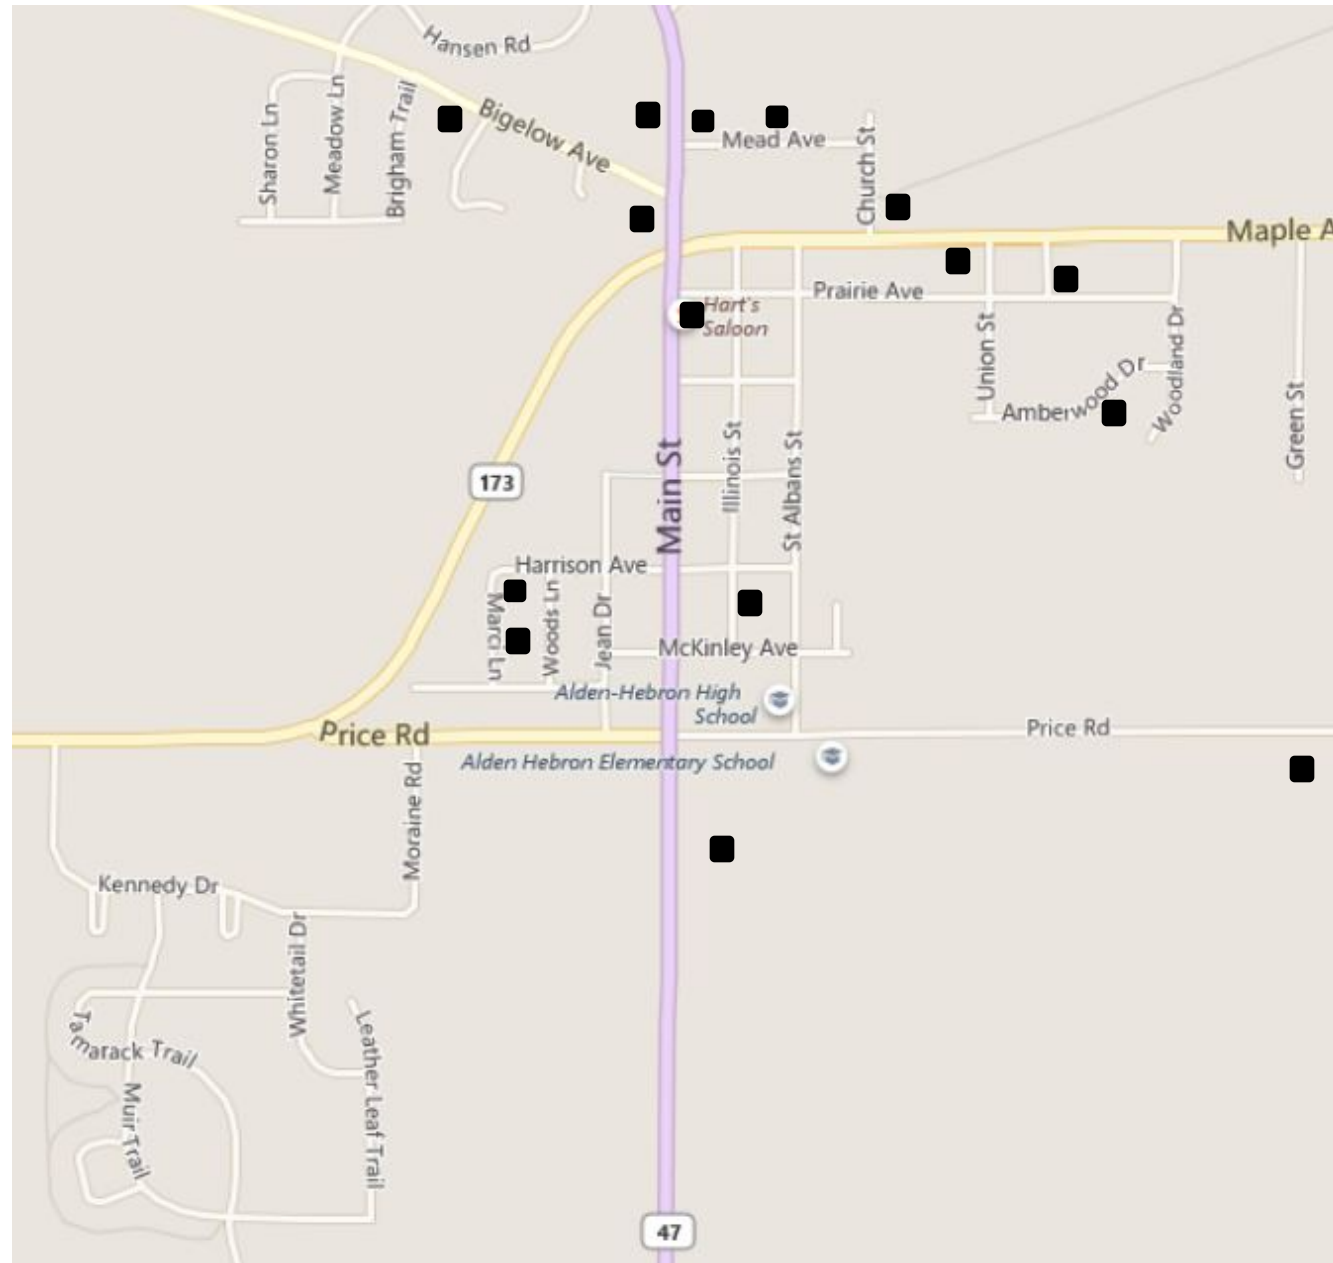 Hansen Rd
Sharon Ln
Meadow Ln
Brigham Trail
Bigelow Ave
Mead Ave
Church St
Maple A
Hart's
Saloon
Prairie Ave
Union St
Amberwood Dr
Woodland Dr
Green St
173
Main St
Illinois St
St Albans St
Harrison Ave
Marci Ln
Woods Ln
Jean Dr
McKinley Ave
Alden-Hebron High
School
Price Rd
Price Rd
Alden Hebron Elementary School
Moraine Rd
Kennedy Dr
Whitetail Dr
Tamarack Trail
Leather Leaf Trail
Muir Trail
47